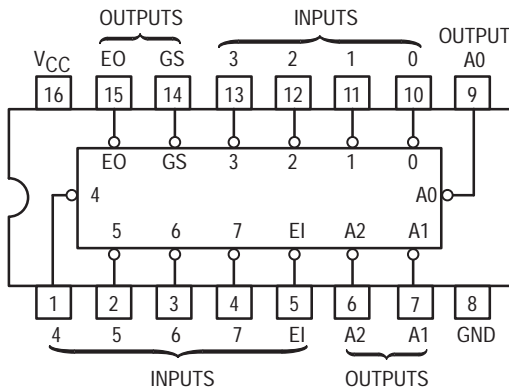 OUTPUTS INPUTS OUTPUT
VCC EO GS 3 2 1 0 A0
16 15 14 13 12 11 10 9
EO GS 3 2 1 0
4 A0
5 6 7 EI A2 A1
1 2 3 4 5 6 7 8
4 5 6 7 EI A2 A1 GND
INPUTS OUTPUTS